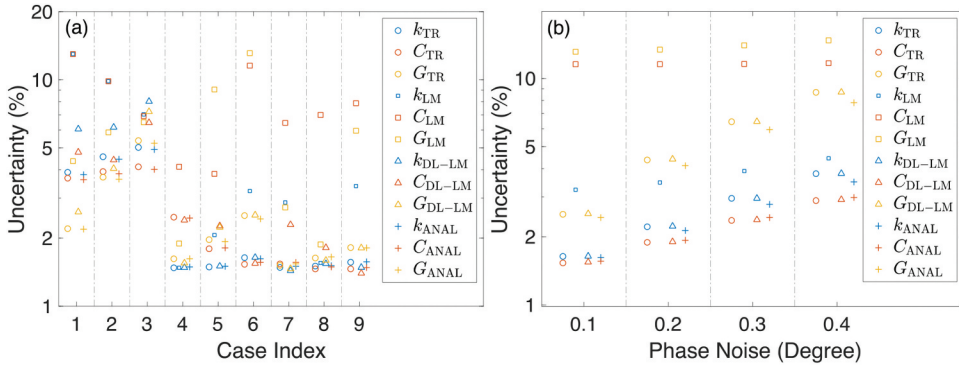 (a)
Uncertainty (%)
20
10
5
2
1
1 2 3 4 5 6 7 8 9
Case Index
k_TR
C_TR
G_TR
k_LM
C_LM
G_LM
k_DL−LM
C_DL−LM
G_DL−LM
k_ANAL
C_ANAL
G_ANAL
(b)
Uncertainty (%)
10
5
2
1
0.1 0.2 0.3 0.4
Phase Noise (Degree)
k_TR
C_TR
G_TR
k_LM
C_LM
G_LM
k_DL−LM
C_DL−LM
G_DL−LM
k_ANAL
C_ANAL
G_ANAL